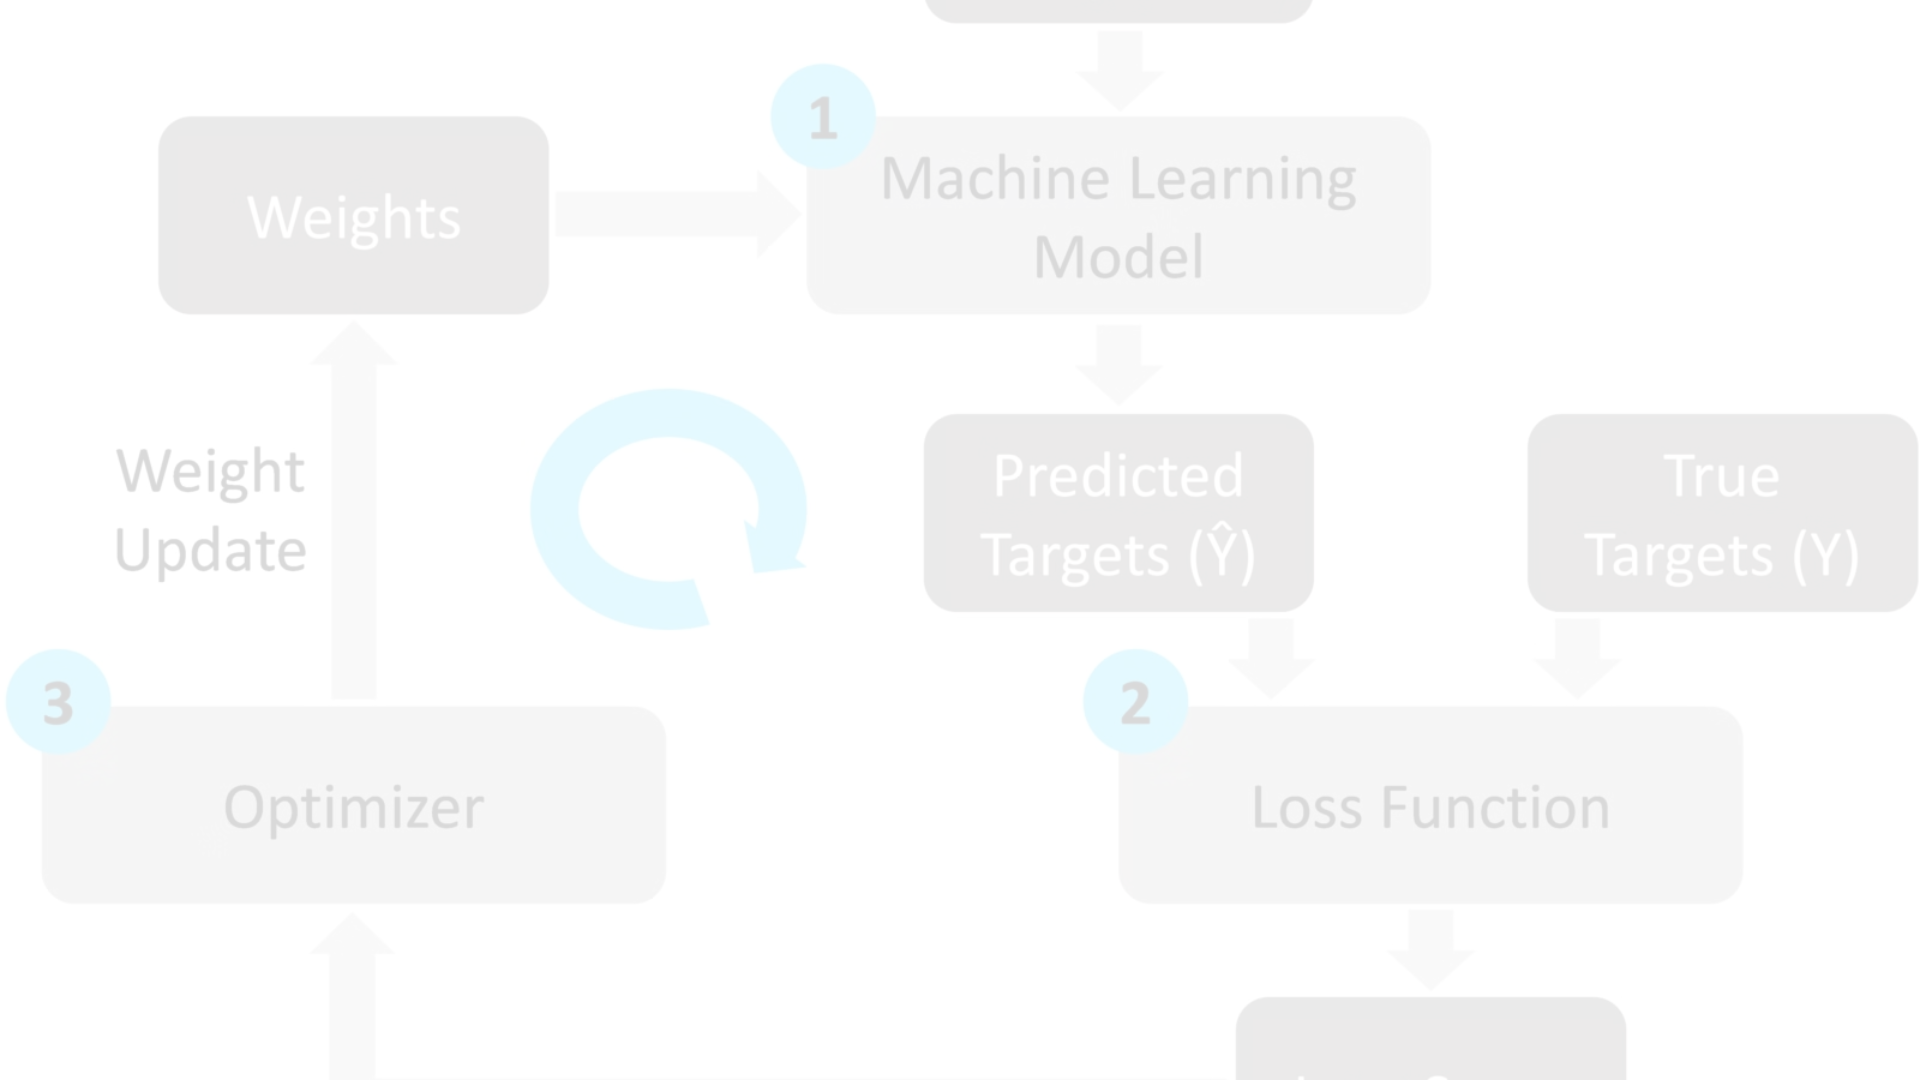 1
Machine Learning
Model
Weights
Weight
Update
Predicted
Targets (Ŷ)
True
Targets (Y)
3
Optimizer
2
Loss Function